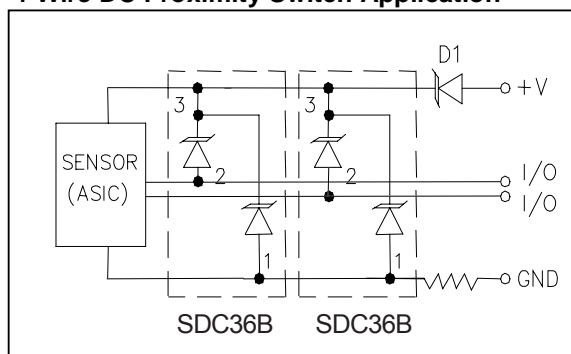 4 Wire DC Proximity Switch Application
D1
+V
3
3
SENSOR
(ASIC)
2
2
I/O
I/O
1
1
GND
SDC36B
SDC36B